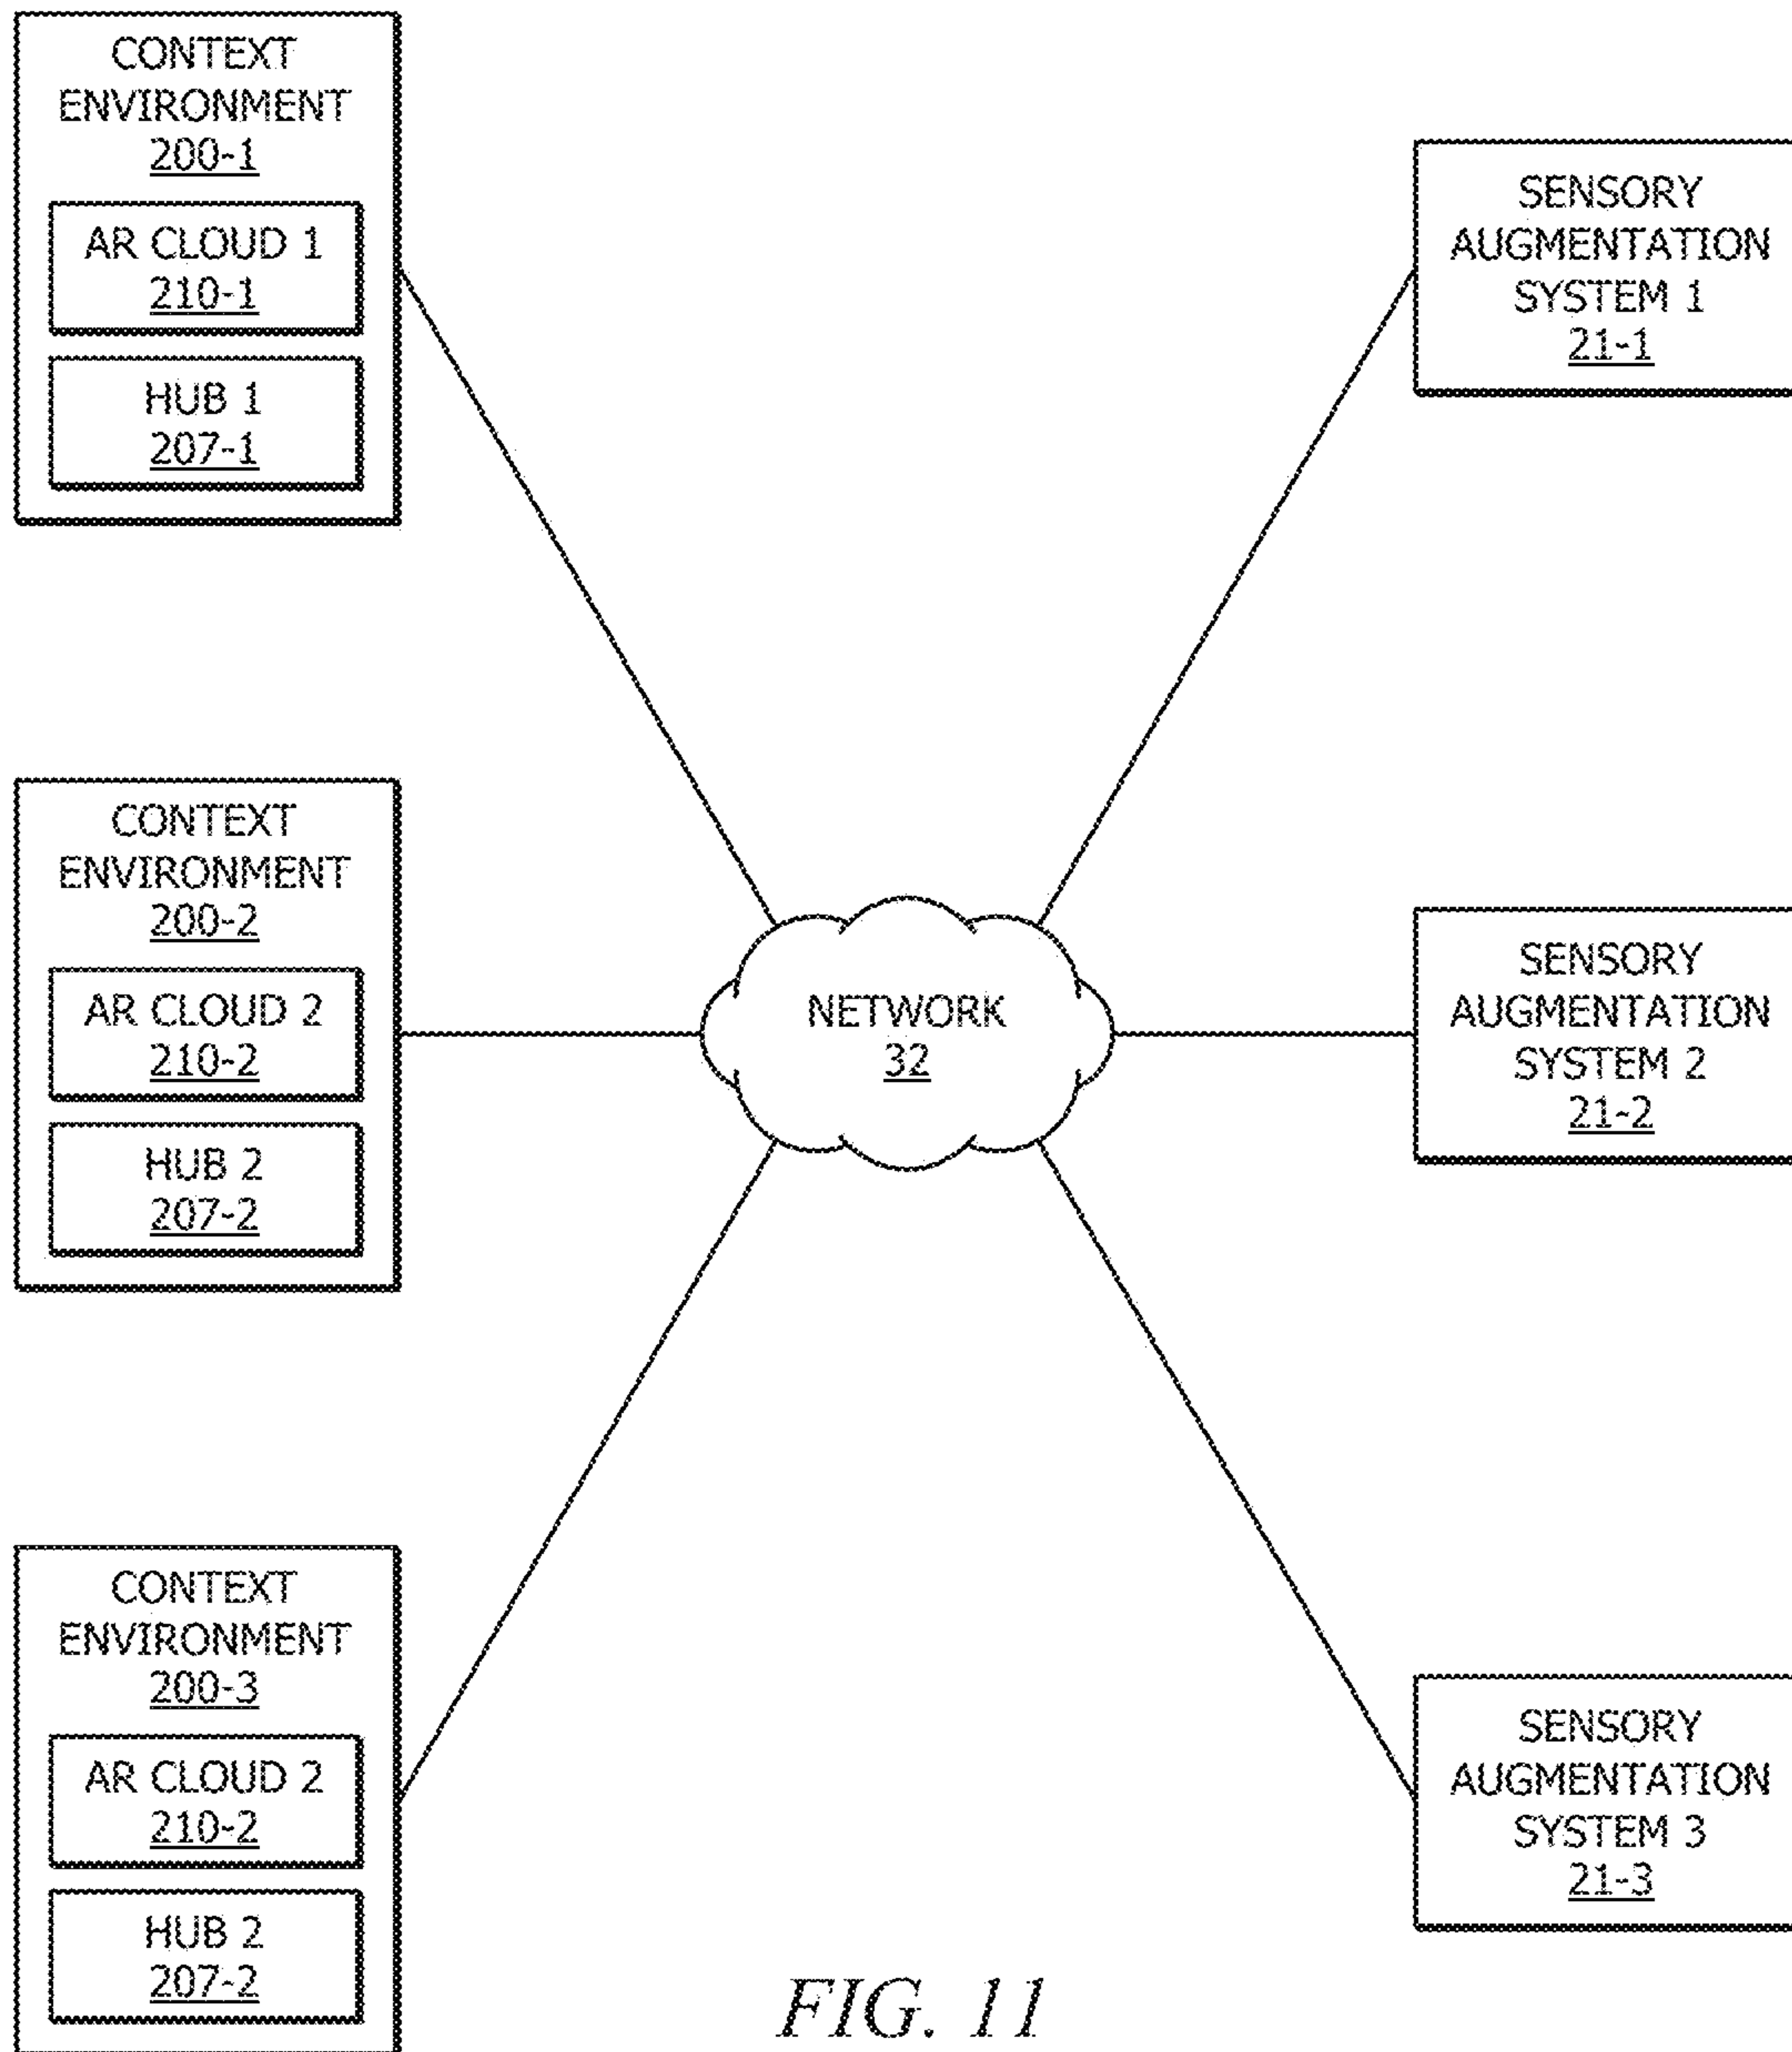 CONTEXT
ENVIRONMENT
200-1
AR CLOUD 1
210-1
HUB 1
207-1
SENSORY
AUGMENTATION
SYSTEM 1
21-1
CONTEXT
ENVIRONMENT
200-2
AR CLOUD 2
210-2
HUB 2
207-2
NETWORK
32
SENSORY
AUGMENTATION
SYSTEM 2
21-2
CONTEXT
ENVIRONMENT
200-3
AR CLOUD 2
210-2
HUB 2
207-2
SENSORY
AUGMENTATION
SYSTEM 3
21-3
FIG. 11